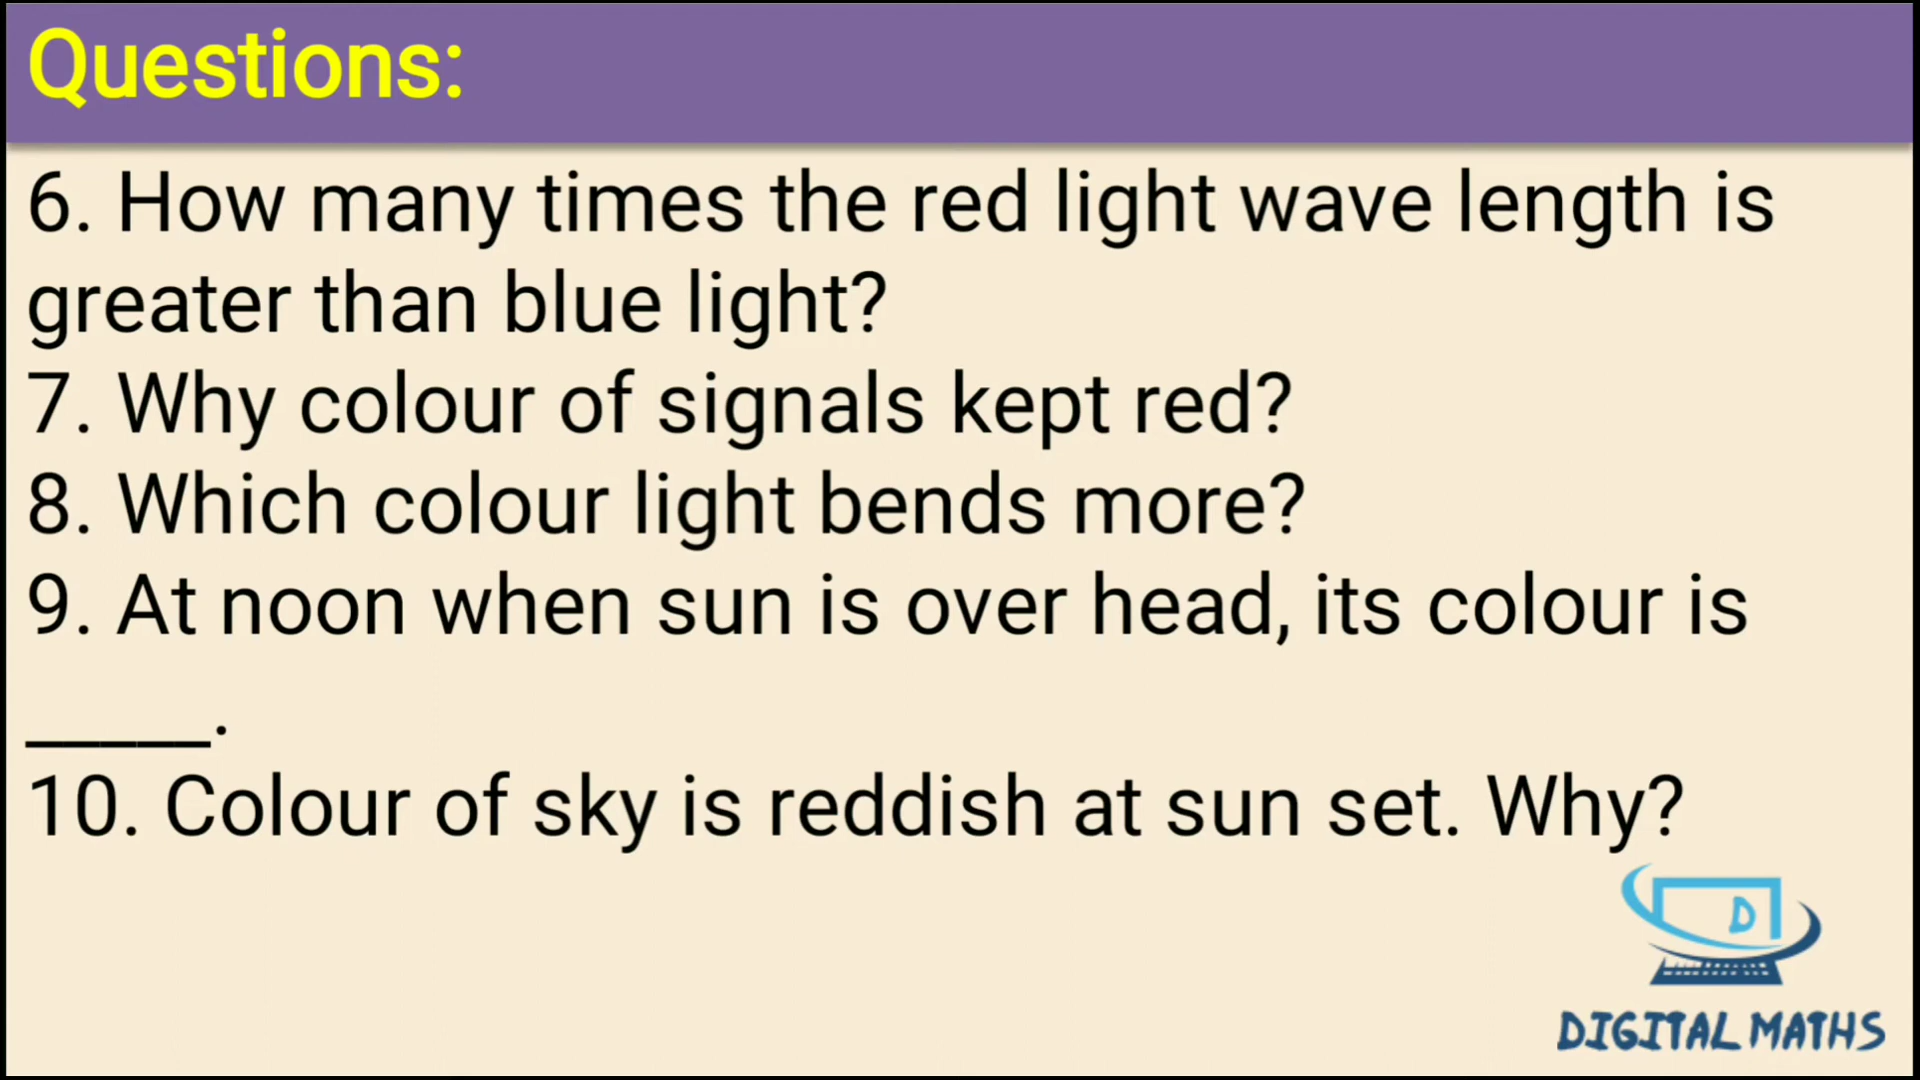 Questions:
6. How many times the red light wave length is
greater than blue light?
7. Why colour of signals kept red?
8. Which colour light bends more?
9. At noon when sun is over head, its colour is
_____.
10. Colour of sky is reddish at sun set. Why?
D
DIGITAL MATHS